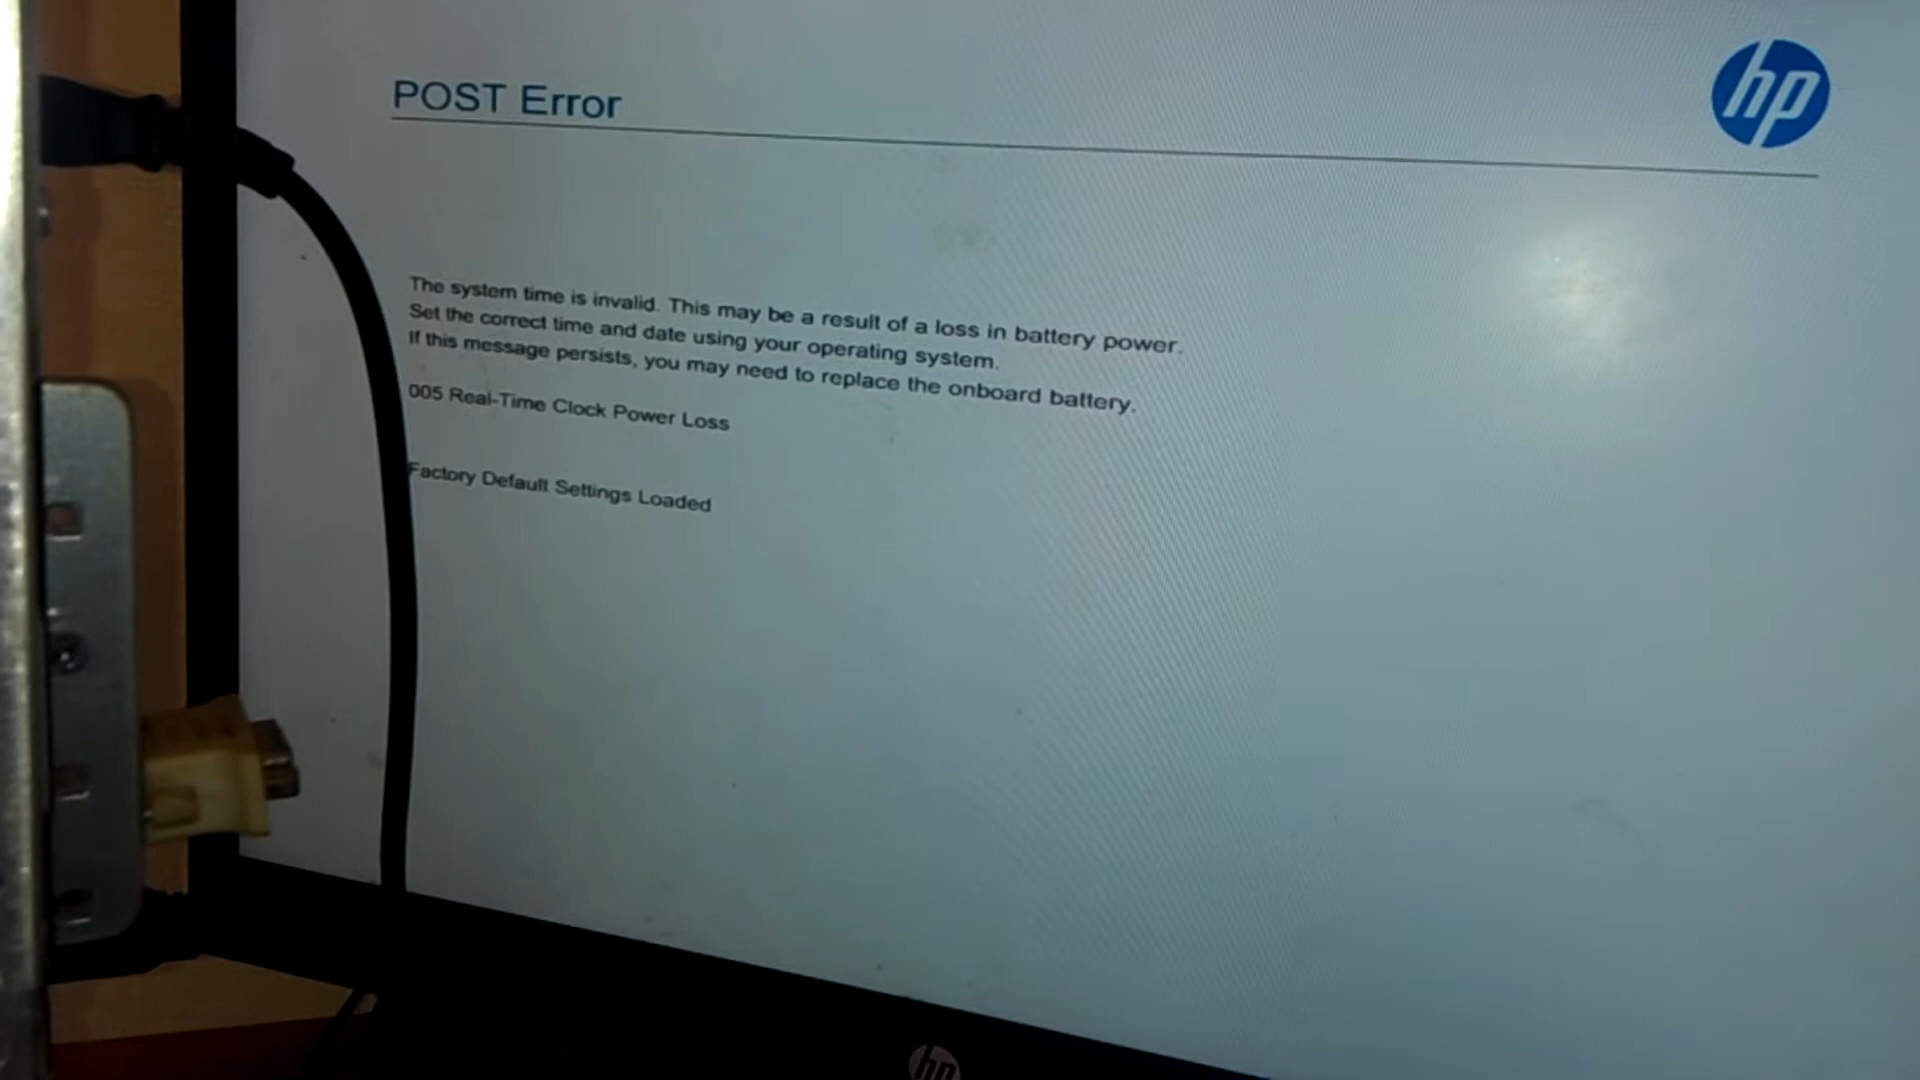 hp
POST Error
The system time is invalid. This may be a result of a loss in battery power.
Set the correct time and date using your operating system.
If this message persists, you may need to replace the onboard battery.
005 Real-Time Clock Power Loss
Factory Default Settings Loaded
hp